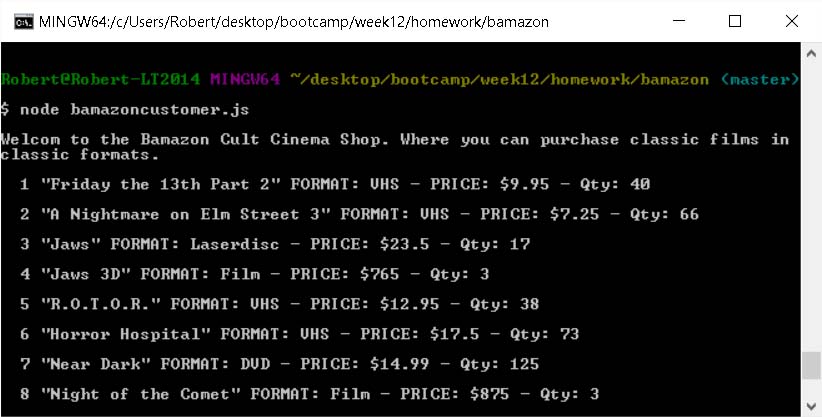 MINGW64:/c/Users/Robert/desktop/bootcamp/week12/homework/bamazon
Robert@Robert-LT2014 MINGW64 ~/desktop/bootcamp/week12/homework/bamazon (master)
$ node bamazoncustomer.js
Welcom to the Bamazon Cult Cinema Shop. Where you can purchase classic films in
classic formats.
1 "Friday the 13th Part 2" FORMAT: VHS - PRICE: $9.95 - Qty: 40
2 "A Nightmare on Elm Street 3" FORMAT: VHS - PRICE: $7.25 - Qty: 66
3 "Jaws" FORMAT: Laserdisc - PRICE: $23.5 - Qty: 17
4 "Jaws 3D" FORMAT: Film - PRICE: $765 - Qty: 3
5 "R.O.T.O.R." FORMAT: VHS - PRICE: $12.95 - Qty: 38
6 "Horror Hospital" FORMAT: VHS - PRICE: $17.5 - Qty: 73
7 "Near Dark" FORMAT: DVD - PRICE: $14.99 - Qty: 125
8 "Night of the Comet" FORMAT: Film - PRICE: $875 - Qty: 3